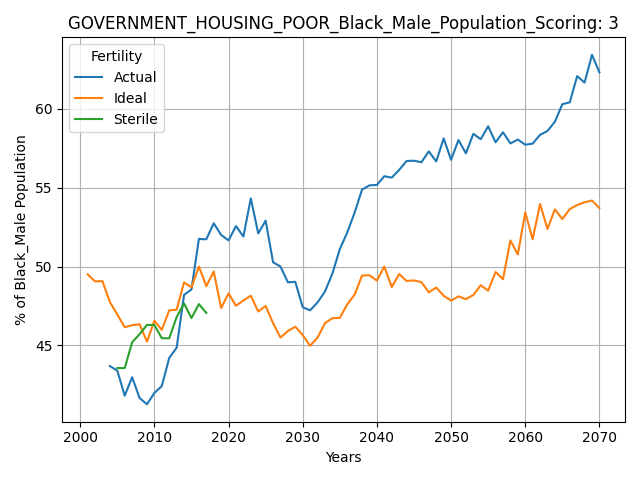 GOVERNMENT_HOUSING_POOR_Black_Male_Population_Scoring: 3
Fertility
Actual
Ideal
Sterile
% of Black_Male Population
60
55
50
45
2000 2010 2020 2030 2040 2050 2060 2070
Years